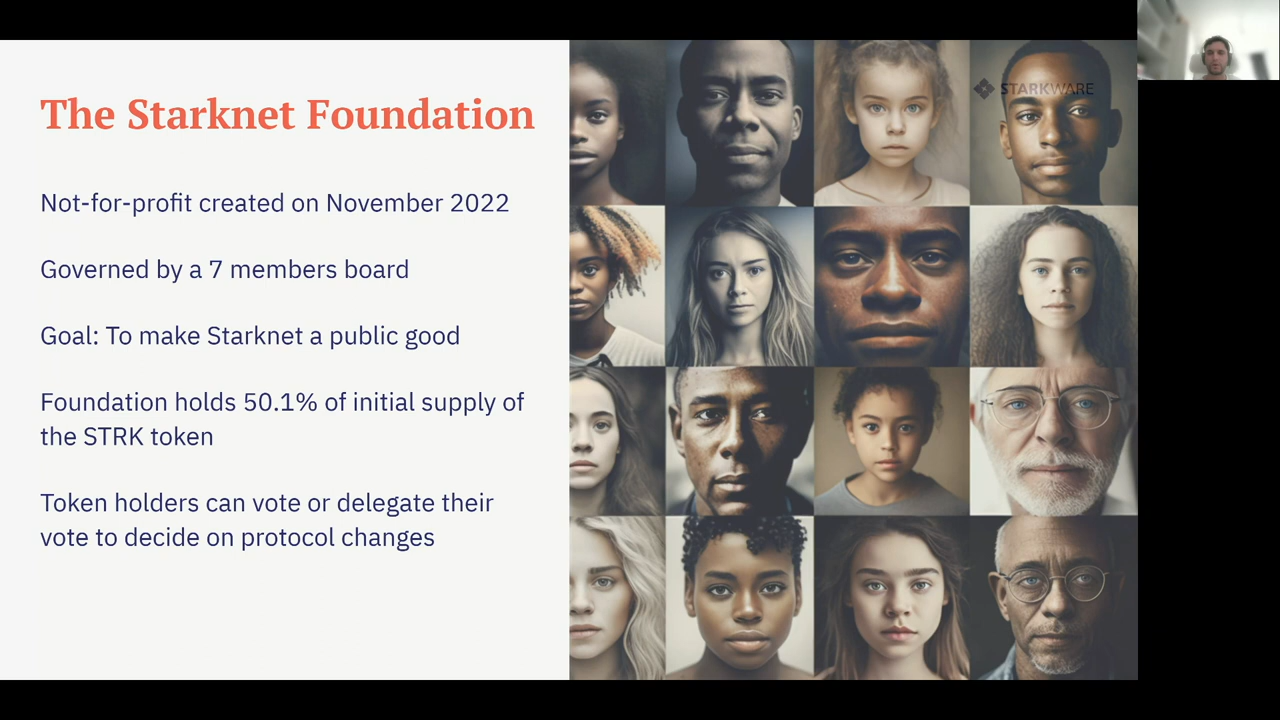 The Starknet Foundation
Not-for-profit created on November 2022
Governed by a 7 members board
Goal: To make Starknet a public good
Foundation holds 50.1% of initial supply of
the STRK token
Token holders can vote or delegate their
vote to decide on protocol changes
STARKWARE